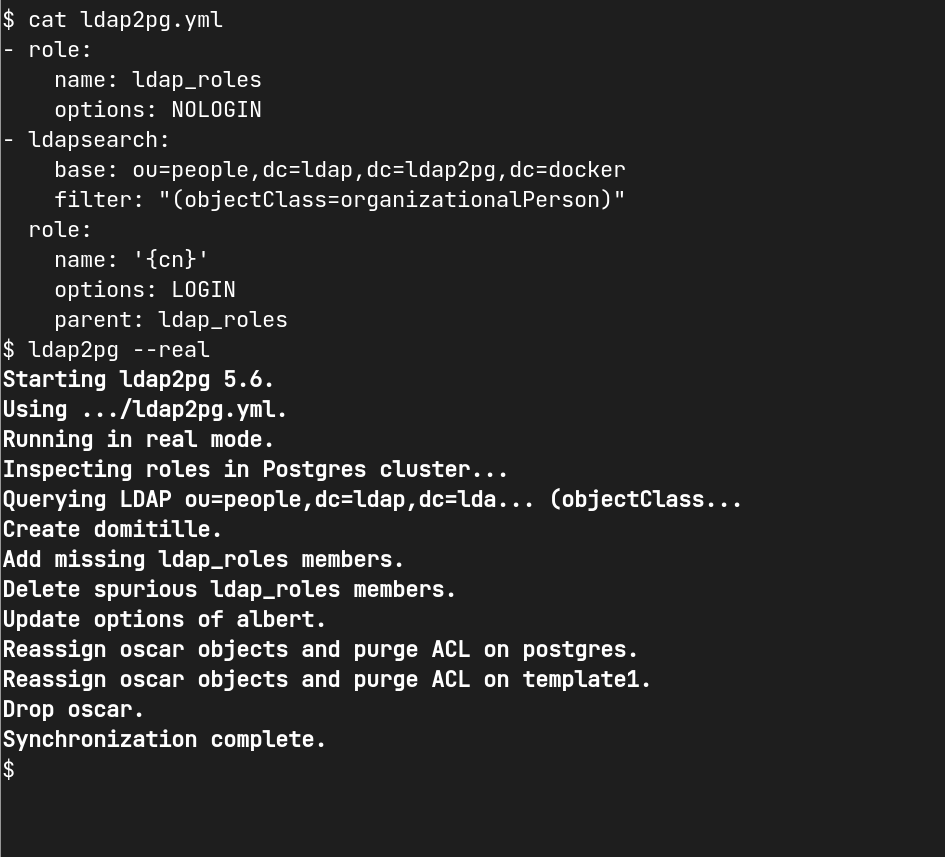 $ cat ldap2pg.yml
- role:
    name: ldap_roles
    options: NOLOGIN
- ldapsearch:
    base: ou=people,dc=ldap,dc=ldap2pg,dc=docker
    filter: "(objectClass=organizationalPerson)"
  role:
    name: '{cn}'
    options: LOGIN
    parent: ldap_roles
$ ldap2pg --real
Starting ldap2pg 5.6.
Using .../ldap2pg.yml.
Running in real mode.
Inspecting roles in Postgres cluster...
Querying LDAP ou=people,dc=ldap,dc=lda... (objectClass...
Create domitille.
Add missing ldap_roles members.
Delete spurious ldap_roles members.
Update options of albert.
Reassign oscar objects and purge ACL on postgres.
Reassign oscar objects and purge ACL on template1.
Drop oscar.
Synchronization complete.
$